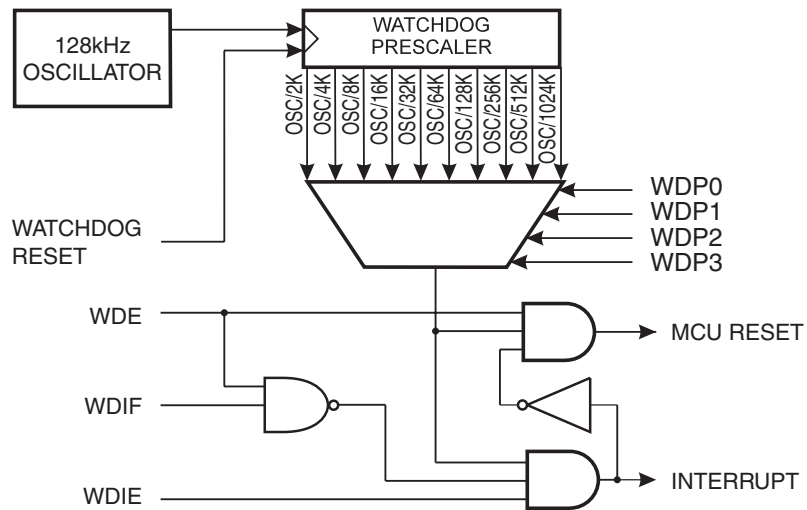 128kHz
OSCILLATOR
WATCHDOG
PRESCALER
OSC/2K
OSC/4K
OSC/8K
OSC/16K
OSC/32K
OSC/64K
OSC/128K
OSC/256K
OSC/512K
OSC/1024K
WDP0
WDP1
WDP2
WDP3
WATCHDOG
RESET
WDE
MCU RESET
WDIF
INTERRUPT
WDIE